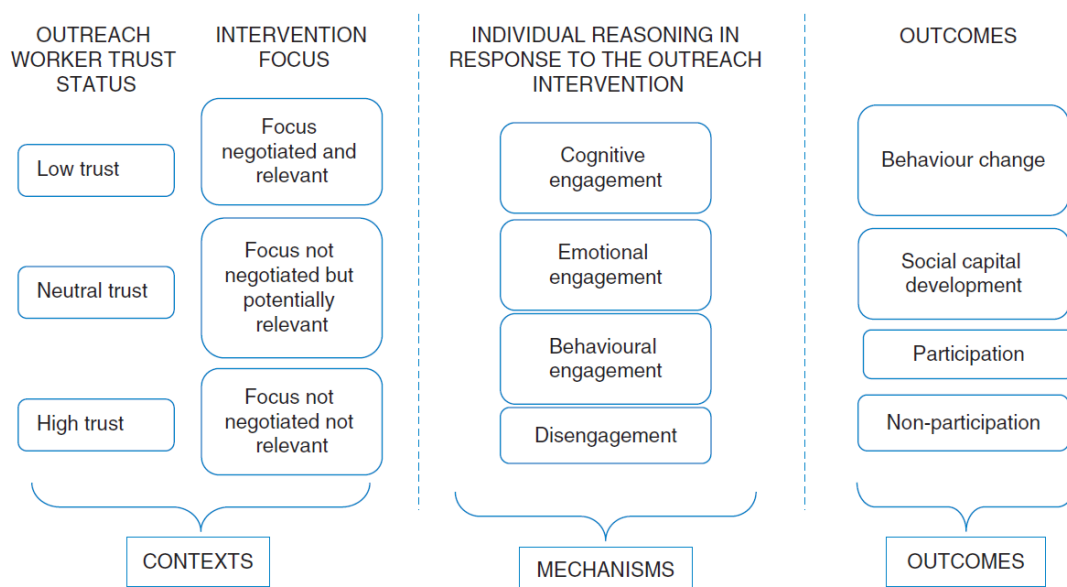 OUTREACH
WORKER TRUST
STATUS
INTERVENTION
FOCUS
INDIVIDUAL REASONING IN
RESPONSE TO THE OUTREACH
INTERVENTION
OUTCOMES
Low trust
Neutral trust
High trust
Focus
negotiated and
relevant
Focus not
negotiated but
potentially
relevant
Focus not
negotiated not
relevant
Cognitive
engagement
Emotional
engagement
Behavioural
engagement
Disengagement
Behaviour change
Social capital
development
Participation
Non-participation
CONTEXTS
MECHANISMS
OUTCOMES